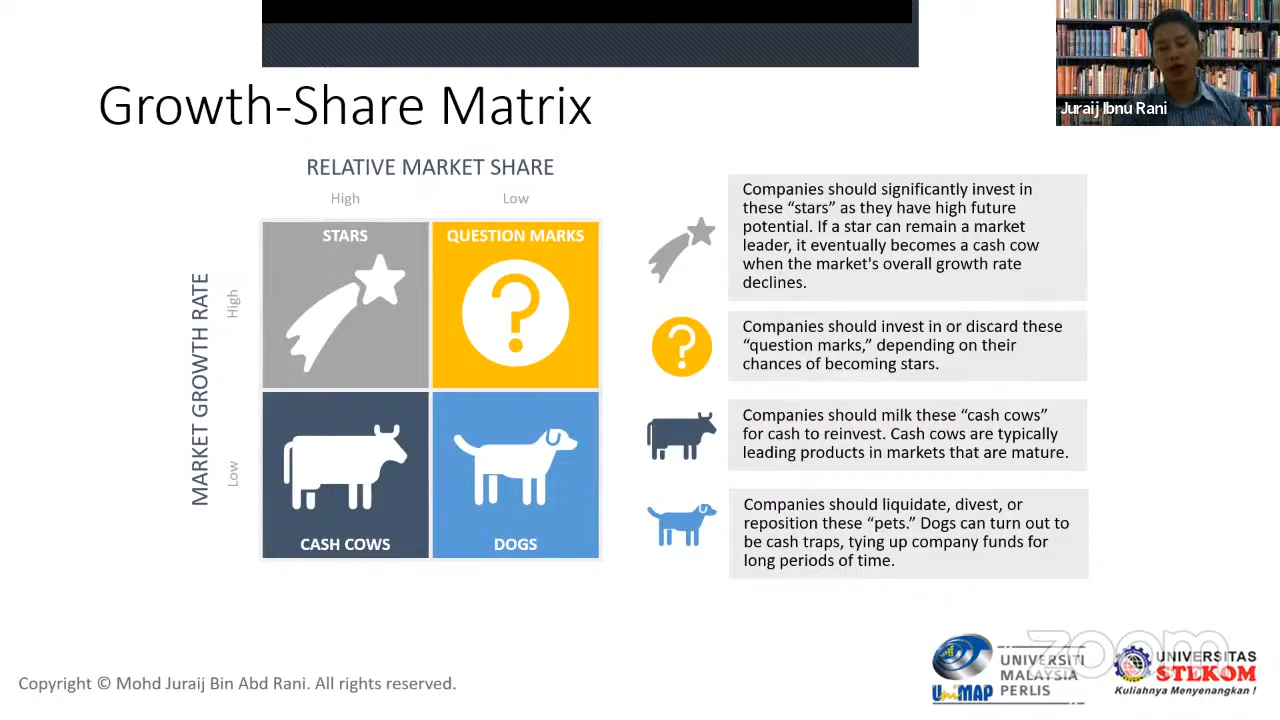 Growth-Share Matrix
Juraij Ibnu Rani
RELATIVE MARKET SHARE
High
Low
MARKET GROWTH RATE
High
Low
STARS
QUESTION MARKS
CASH COWS
DOGS
Companies should significantly invest in
these “stars” as they have high future
potential. If a star can remain a market
leader, it eventually becomes a cash cow
when the market's overall growth rate
declines.
Companies should invest in or discard these
“question marks,” depending on their
chances of becoming stars.
Companies should milk these “cash cows”
for cash to reinvest. Cash cows are typically
leading products in markets that are mature.
Companies should liquidate, divest, or
reposition these “pets.” Dogs can turn out to
be cash traps, tying up company funds for
long periods of time.
Copyright © Mohd Juraij Bin Abd Rani. All rights reserved.
UniMAP
UNIVERSITI
MALAYSIA
PERLIS
zoom
UNIVERSITAS
STEKOM
Kuliahnya Menyenangkan !